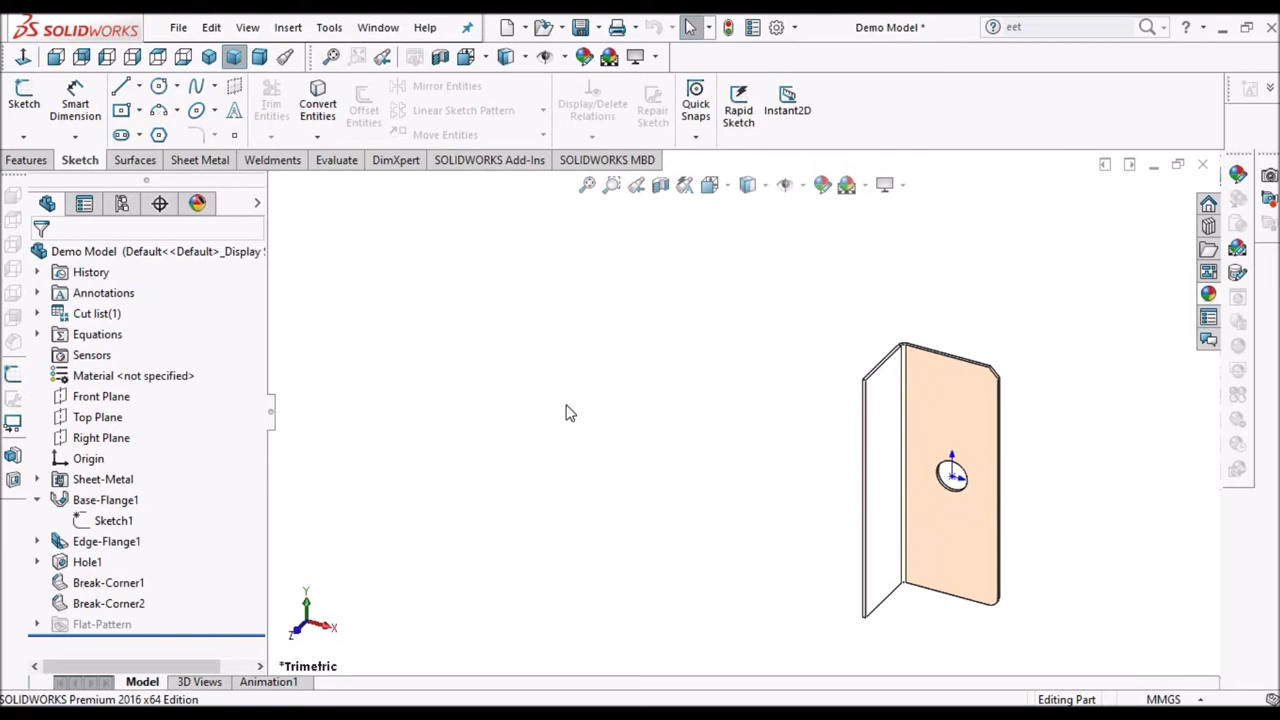 SOLIDWORKS File Edit View Insert Tools Window Help Demo Model * eet ?
Sketch Smart Dimension Trim Entities Convert Entities Offset Entities Mirror Entities Linear Sketch Pattern Move Entities Display/Delete Relations Repair Sketch Quick Snaps Rapid Sketch Instant2D
Features Sketch Surfaces Sheet Metal Weldments Evaluate DimXpert SOLIDWORKS Add-Ins SOLIDWORKS MBD
Demo Model (Default<<Default>_Display
History
Annotations
Cut list(1)
Equations
Sensors
Material <not specified>
Front Plane
Top Plane
Right Plane
Origin
Sheet-Metal
Base-Flange1
Sketch1
Edge-Flange1
Hole1
Break-Corner1
Break-Corner2
Flat-Pattern
Y
X
Z
*Trimetric
Model 3D Views Animation1
SOLIDWORKS Premium 2016 x64 Edition Editing Part MMGS